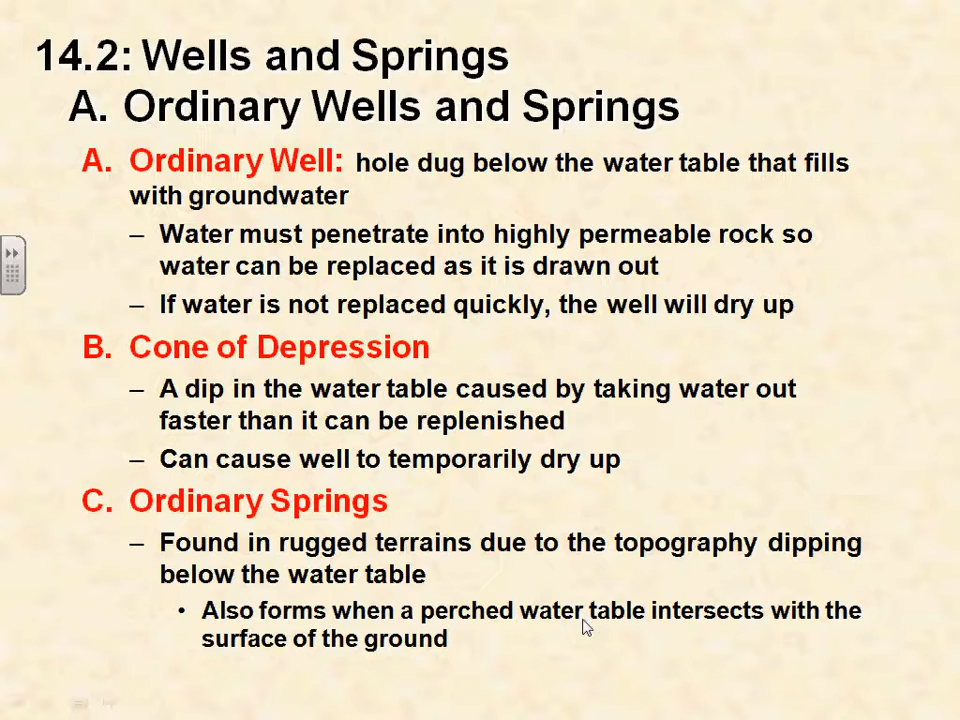 14.2: Wells and Springs
A. Ordinary Wells and Springs
A. Ordinary Well: hole dug below the water table that fills
with groundwater
– Water must penetrate into highly permeable rock so
water can be replaced as it is drawn out
– If water is not replaced quickly, the well will dry up
B. Cone of Depression
– A dip in the water table caused by taking water out
faster than it can be replenished
– Can cause well to temporarily dry up
C. Ordinary Springs
– Found in rugged terrains due to the topography dipping
below the water table
• Also forms when a perched water table intersects with the
surface of the ground